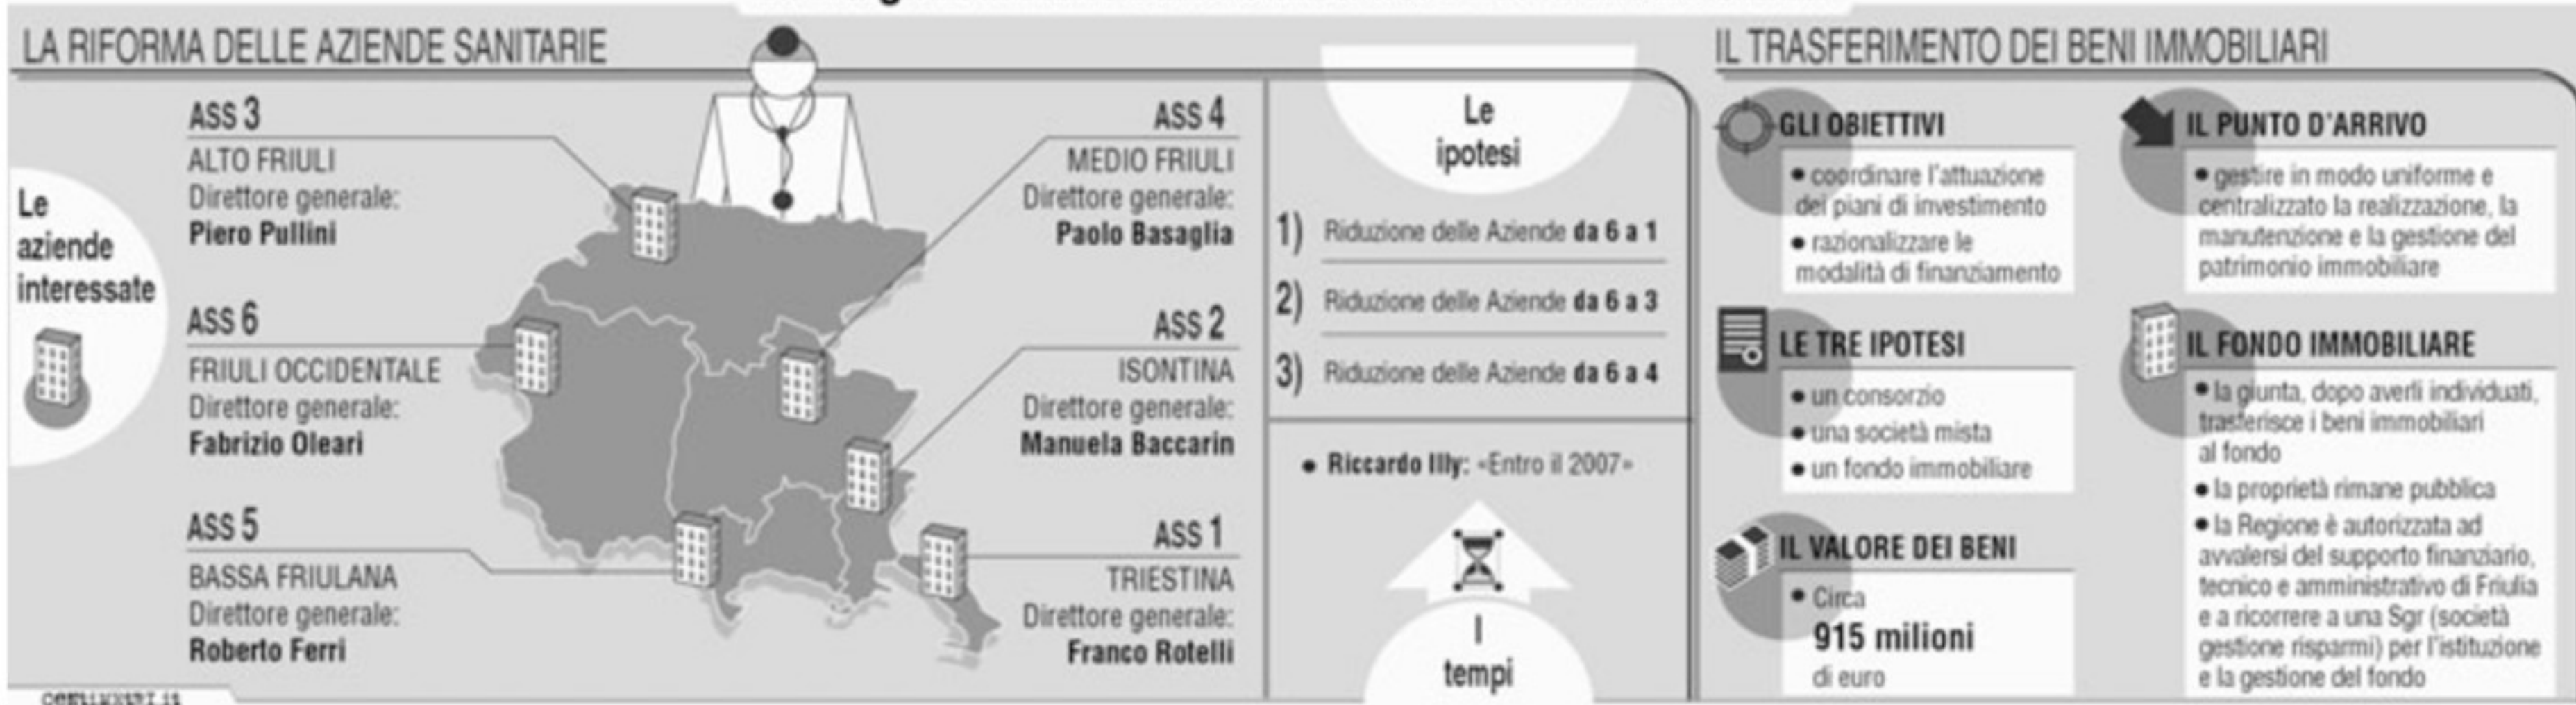 LA RIFORMA DELLE AZIENDE SANITARIE
Le
aziende
interessate
ASS 3
ALTO FRIULI
Direttore generale:
Piero Pullini
ASS 6
FRIULI OCCIDENTALE
Direttore generale:
Fabrizio Oleari
ASS 5
BASSA FRIULANA
Direttore generale:
Roberto Ferri
ASS 4
MEDIO FRIULI
Direttore generale:
Paolo Basaglia
ASS 2
ISONTINA
Direttore generale:
Manuela Baccarin
ASS 1
TRIESTINA
Direttore generale:
Franco Rotelli
Le
ipotesi
1) Riduzione delle Aziende da 6 a 1
2) Riduzione delle Aziende da 6 a 3
3) Riduzione delle Aziende da 6 a 4
• Riccardo Illy: «Entro il 2007»
I
tempi
IL TRASFERIMENTO DEI BENI IMMOBILIARI
GLI OBIETTIVI
• coordinare l'attuazione
dei piani di investimento
• razionalizzare le
modalità di finanziamento
LE TRE IPOTESI
• un consorzio
• una società mista
• un fondo immobiliare
IL VALORE DEI BENI
• Circa
915 milioni
di euro
IL PUNTO D'ARRIVO
• gestire in modo uniforme e
centralizzato la realizzazione, la
manutenzione e la gestione del
patrimonio immobiliare
IL FONDO IMMOBILIARE
• la giunta, dopo averli individuati,
trasferisce i beni immobiliari
al fondo
• la proprietà rimane pubblica
• la Regione è autorizzata ad
avvalersi del supporto finanziario,
tecnico e amministrativo di Friulia
e a ricorrere a una Sgr (società
gestione risparmi) per l'istituzione
e la gestione del fondo